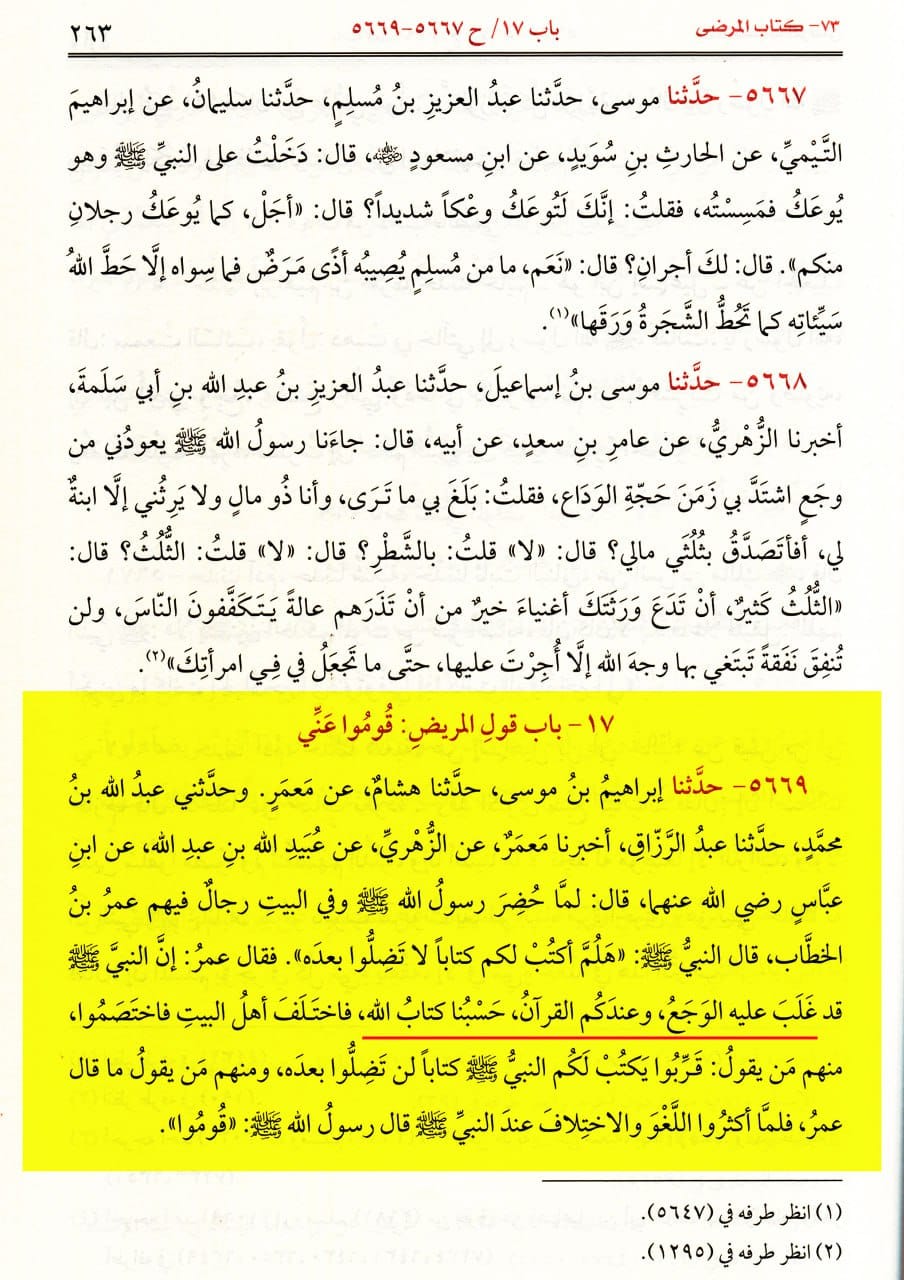 ٧٣- كتاب المرضى
باب ١٧/ ح ٥٦٦٧-٥٦٦٩
٢٦٣
٥٦٦٧- حدَّثنا موسى، حدَّثنا عبدُ العزيزِ بنُ مُسلِمٍ، حدَّثنا سليمانُ، عن إبراهيمَ
التَّيْميِّ، عن الحارثِ بنِ سُوَيدٍ، عن ابنِ مسعودٍ ﵁، قال: دَخَلْتُ على النبيِّ ﷺ وهو
يُوعَكُ فمَسِسْتُه، فقلتُ: إنَّكَ لَتُوعَكُ وعْكاً شديداً؟ قال: «أجَلْ، كما يُوعَكُ رجلانِ
منكم». قال: لكَ أجرانِ؟ قال: «نَعَم، ما من مُسلِمٍ يُصِيبُه أذًى مَرَضٌ فما سِواه إلَّا حَطَّ اللهُ
سَيِّئاتِه كما تَحُطُّ الشَّجَرةُ وَرَقَها»(١).
٥٦٦٨- حدَّثنا موسى بنُ إسماعيلَ، حدَّثنا عبدُ العزيزِ بنُ عبدِ الله بنِ أبي سَلَمةَ،
أخبرنا الزُّهْريُّ، عن عامرِ بنِ سعدٍ، عن أبيه، قال: جاءَنا رسولُ الله ﷺ يعودُني من
وجَعٍ اشتَدَّ بي زَمَنَ حَجّةِ الوَدَاع، فقلتُ: بَلَغَ بي ما تَرَى، وأنا ذُو مالٍ ولا يَرِثُني إلَّا ابنةٌ
لي، أفأتَصَدَّقُ بثُلُثَي مالي؟ قال: «لا» قلتُ: بالشَّطْرِ؟ قال: «لا» قلتُ: الثُّلُثُ؟ قال:
«الثُّلُثُ كثيرٌ، أنْ تَدَعَ وَرَثَتَكَ أغنياءَ خيرٌ من أنْ تَذَرَهم عالةً يَتكَفَّفونَ النّاسَ، ولن
تُنفِقَ نَفَقةً تَبتَغي بها وجهَ الله إلَّا أُجِرْتَ عليها، حتَّى ما تَجعَلُ في فِي امرأتِكَ»(٢).
١٧- باب قولِ المريضِ: قُومُوا عَنِّي
٥٦٦٩- حدَّثنا إبراهيمُ بنُ موسى، حدَّثنا هشامٌ، عن مَعمَرٍ. وحدَّثني عبدُ الله بنُ
محمَّدٍ، حدَّثنا عبدُ الرَّزّاقِ، أخبرنا مَعمَرٌ، عن الزُّهْريِّ، عن عُبَيدِ الله بنِ عبدِ الله، عن ابنِ
عبَّاسٍ رضي الله عنهما، قال: لمَّا حُضِرَ رسولُ الله ﷺ وفي البيتِ رجالٌ فيهم عمرُ بنُ
الخطَّاب، قال النبيُّ ﷺ: «هَلُمَّ أكتُبْ لكم كتاباً لا تَضِلُّوا بعدَه». فقال عمرُ: إنَّ النبيَّ ﷺ
قد غَلَبَ عليه الوَجَعُ، وعندَكُم القرآنُ، حَسْبُنا كتابُ الله، فاختَلَفَ أهلُ البيتِ فاختَصَمُوا،
منهم مَن يقولُ: قَرِّبُوا يَكتُبْ لَكُم النبيُّ ﷺ كتاباً لن تَضِلُّوا بعدَه، ومنهم مَن يقولُ ما قال
عمرُ، فلمَّا أكثرُوا اللَّغْوَ والاختِلافَ عندَ النبيِّ ﷺ قال رسولُ الله ﷺ: «قُومُوا».
(١) انظر طرفه في (٥٦٤٧).
(٢) انظر طرفه في (١٢٩٥).